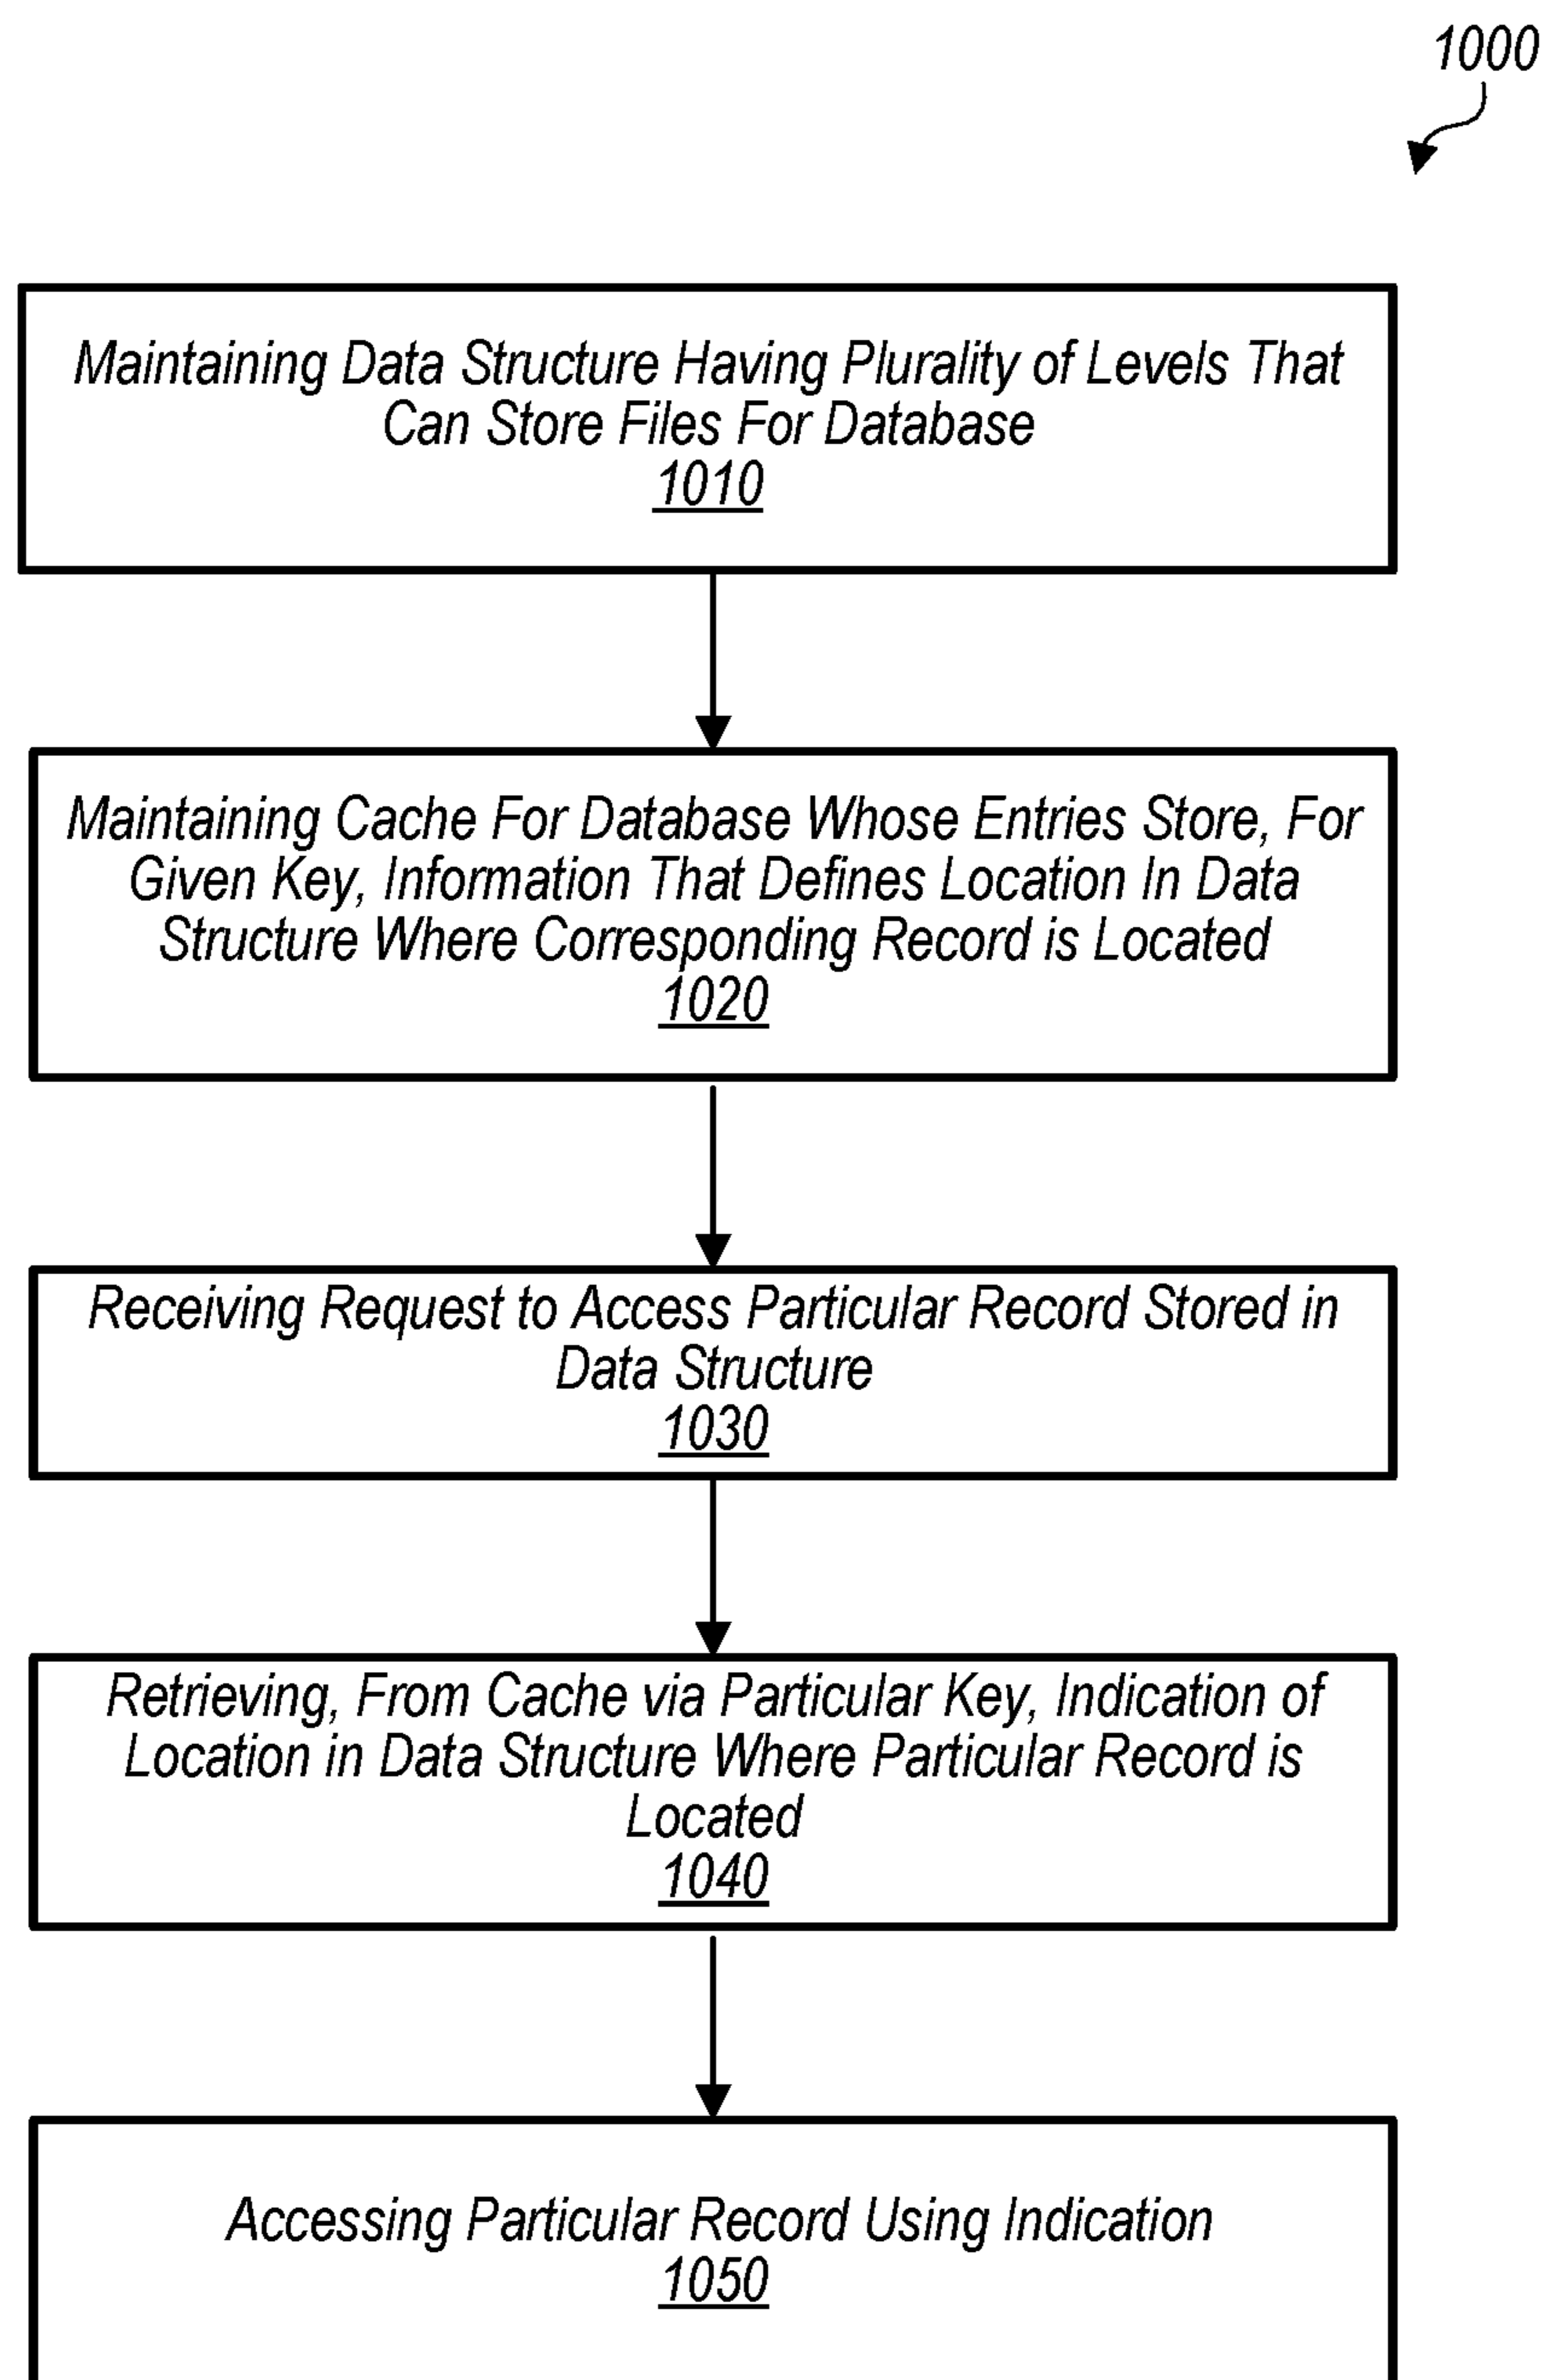 1000
Maintaining Data Structure Having Plurality of Levels That
Can Store Files For Database
1010
Maintaining Cache For Database Whose Entries Store, For
Given Key, Information That Defines Location In Data
Structure Where Corresponding Record is Located
1020
Receiving Request to Access Particular Record Stored in
Data Structure
1030
Retrieving, From Cache via Particular Key, Indication of
Location in Data Structure Where Particular Record is
Located
1040
Accessing Particular Record Using Indication
1050